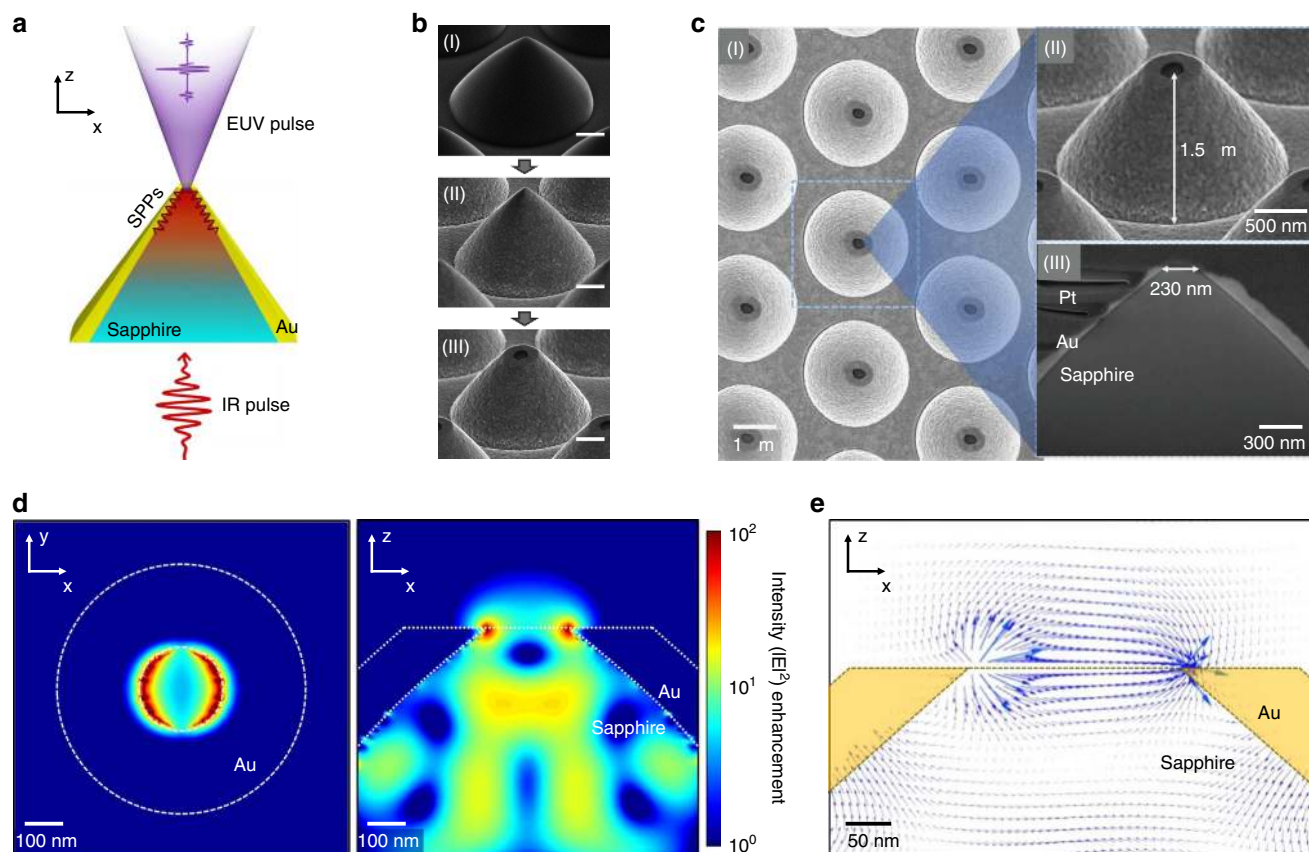 a
z
x
EUV pulse
SPPs
Sapphire
Au
IR pulse
b
(I)
(II)
(III)
c
(I)
1 m
(II)
1.5 m
500 nm
(III)
230 nm
Pt
Au
Sapphire
300 nm
d
y
x
Au
100 nm
z
x
Au
Sapphire
100 nm
10²
10¹
10⁰
Intensity (IEI²) enhancement
e
z
x
Au
Sapphire
50 nm